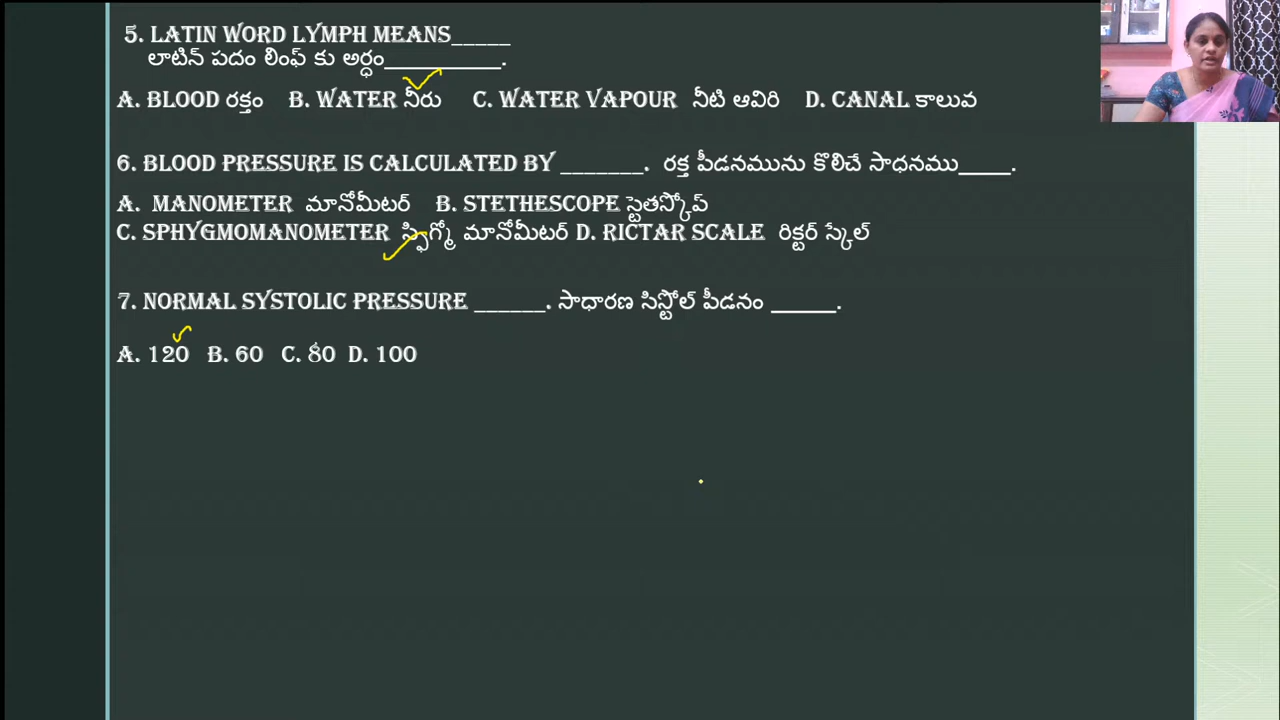 5. LATIN WORD LYMPH MEANS_____
లాటిన్ పదం లింఫ్ కు అర్ధం__________.
A. BLOOD రక్తం B. WATER నీరు C. WATER VAPOUR నీటి ఆవిరి D. CANAL కాలువ
6. BLOOD PRESSURE IS CALCULATED BY _______. రక్త పీడనమును కొలిచే సాధనము____.
A. MANOMETER మానోమీటర్ B. STETHESCOPE స్టెతస్కోప్
C. SPHYGMOMANOMETER స్ఫిగ్మో మానోమీటర్ D. RICTAR SCALE రిక్టర్ స్కేల్
7. NORMAL SYSTOLIC PRESSURE ______. సాధారణ సిస్టోల్ పీడనం _____.
A. 120 B. 60 C. 80 D. 100